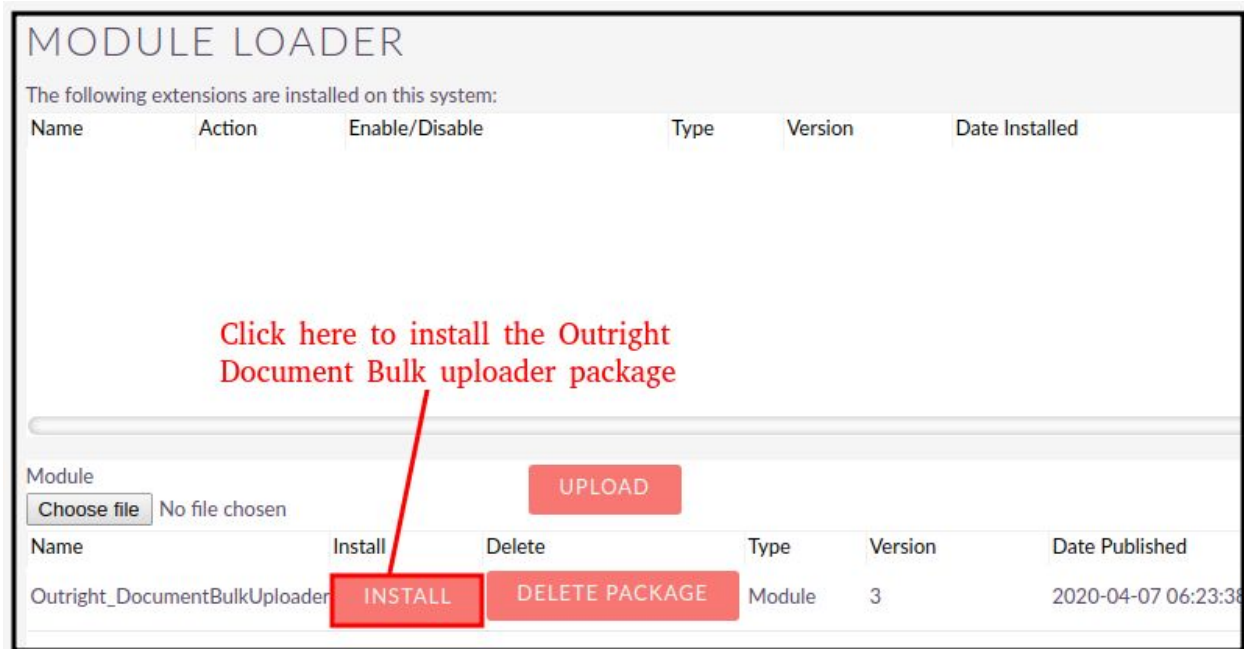 MODULE LOADER
The following extensions are installed on this system:
Name Action Enable/Disable Type Version Date Installed
Click here to install the Outright
Document Bulk uploader package
Module
UPLOAD
Choose file No file chosen
Name Install Delete Type Version Date Published
Outright_DocumentBulkUploader INSTALL DELETE PACKAGE Module 3 2020-04-07 06:23:38